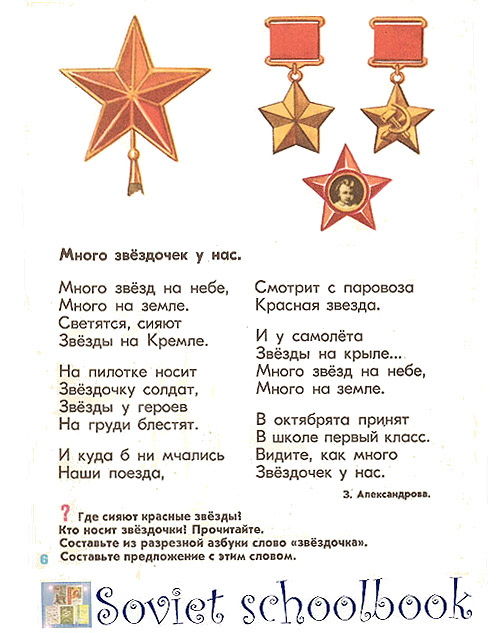 Много звёздочек у нас.
Много звёзд на небе,
Много на земле.
Светятся, сияют
Звёзды на Кремле.
На пилотке носит
Звёздочку солдат,
Звёзды у героев
На груди блестят.
И куда б ни мчались
Наши поезда,
Смотрит с паровоза
Красная звезда.
И у самолёта
Звёзды на крыле...
Много звёзд на небе,
Много на земле.
В октябрята принят
В школе первый класс.
Видите, как много
Звёздочек у нас.
З. Александрова.
? Где сияют красные звёзды?
Кто носит звёздочки? Прочитайте.
Составьте из разрезной азбуки слово «звёздочка».
Составьте предложение с этим словом.
6
Soviet schoolbook